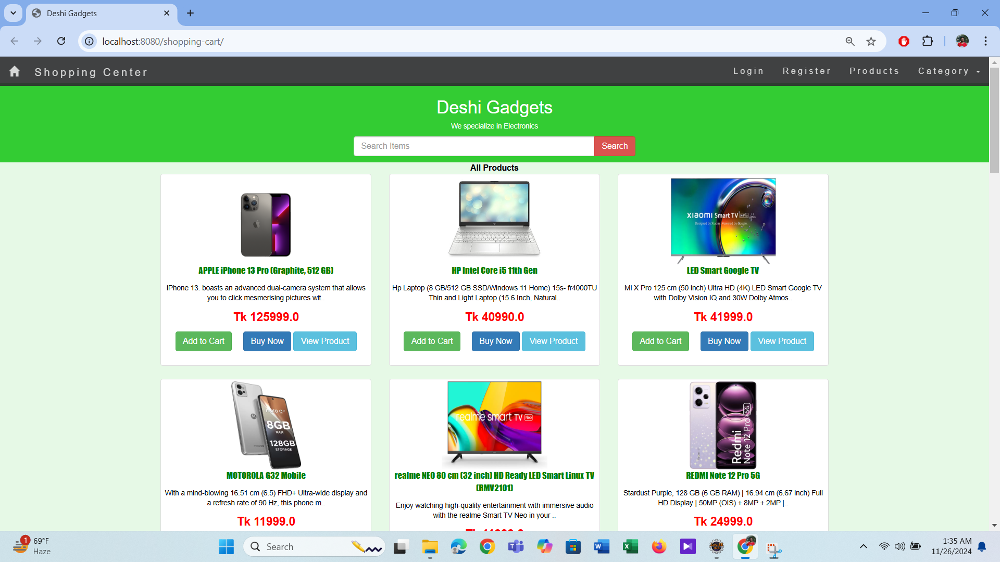 Deshi Gadgets
localhost:8080/shopping-cart/
Shopping Center
Login Register Products Category
Deshi Gadgets
We specialize in Electronics
Search Items Search
All Products
xiaomi Smart TV X Pro
Designed by Xiaomi. Powered by Google.
APPLE iPhone 13 Pro (Graphite, 512 GB)
iPhone 13. boasts an advanced dual-camera system that allows
you to click mesmerising pictures wit..
Tk 125999.0
Add to Cart Buy Now View Product
HP Intel Core i5 11th Gen
Hp Laptop (8 GB/512 GB SSD/Windows 11 Home) 15s- fr4000TU
Thin and Light Laptop (15.6 Inch, Natural..
Tk 40990.0
Add to Cart Buy Now View Product
LED Smart Google TV
Mi X Pro 125 cm (50 inch) Ultra HD (4K) LED Smart Google TV
with Dolby Vision IQ and 30W Dolby Atmos..
Tk 41999.0
Add to Cart Buy Now View Product
moto g32
8GB
RAM
128GB
STORAGE
MOTOROLA G32 Mobile
With a mind-blowing 16.51 cm (6.5) FHD+ Ultra-wide display and
a refresh rate of 90 Hz, this phone m..
Tk 11999.0
realme smart TV Neo
realme NEO 80 cm (32 inch) HD Ready LED Smart Linux TV
(RMV2101)
Enjoy watching high-quality entertainment with immersive audio
with the realme Smart TV Neo in your ..
Redmi
Note 12 Pro 5G
REDMI Note 12 Pro 5G
Stardust Purple, 128 GB (6 GB RAM) | 16.94 cm (6.67 inch) Full
HD Display | 50MP (OIS) + 8MP + 2MP |..
Tk 24999.0
1
69°F
Haze
Search
1:35 AM
11/26/2024